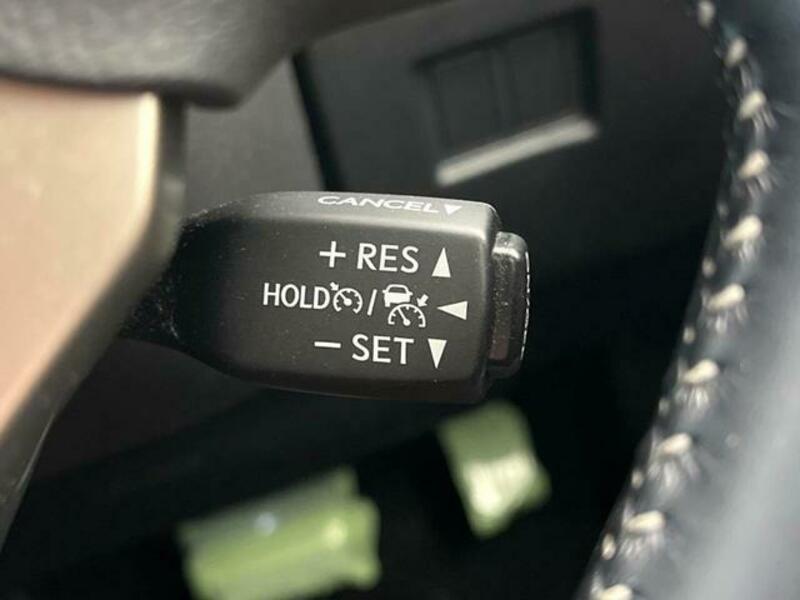 CANCEL▼
+ RES ▲
HOLD / ◀
− SET ▼